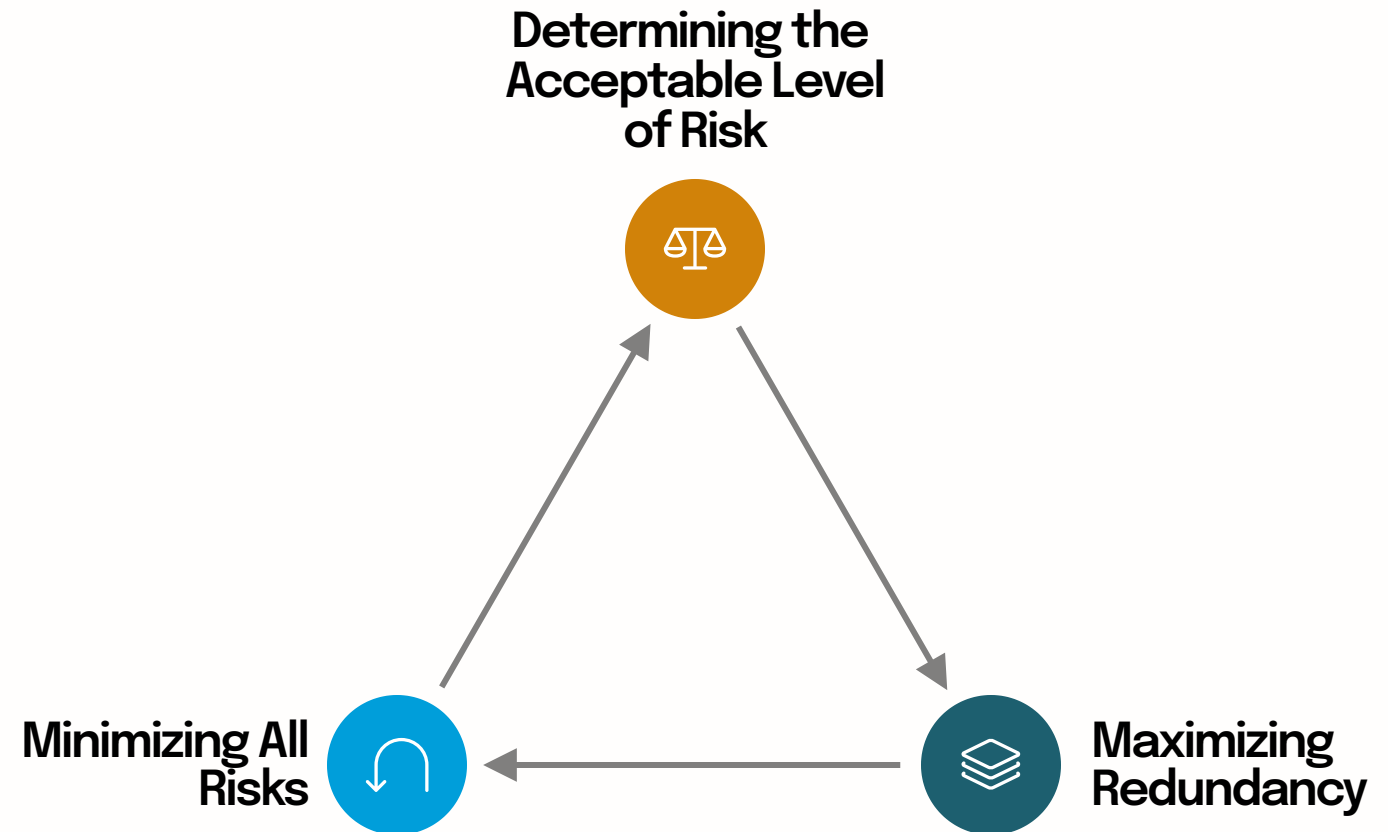 Determining the
Acceptable Level
of Risk
Minimizing All
Risks
Maximizing
Redundancy